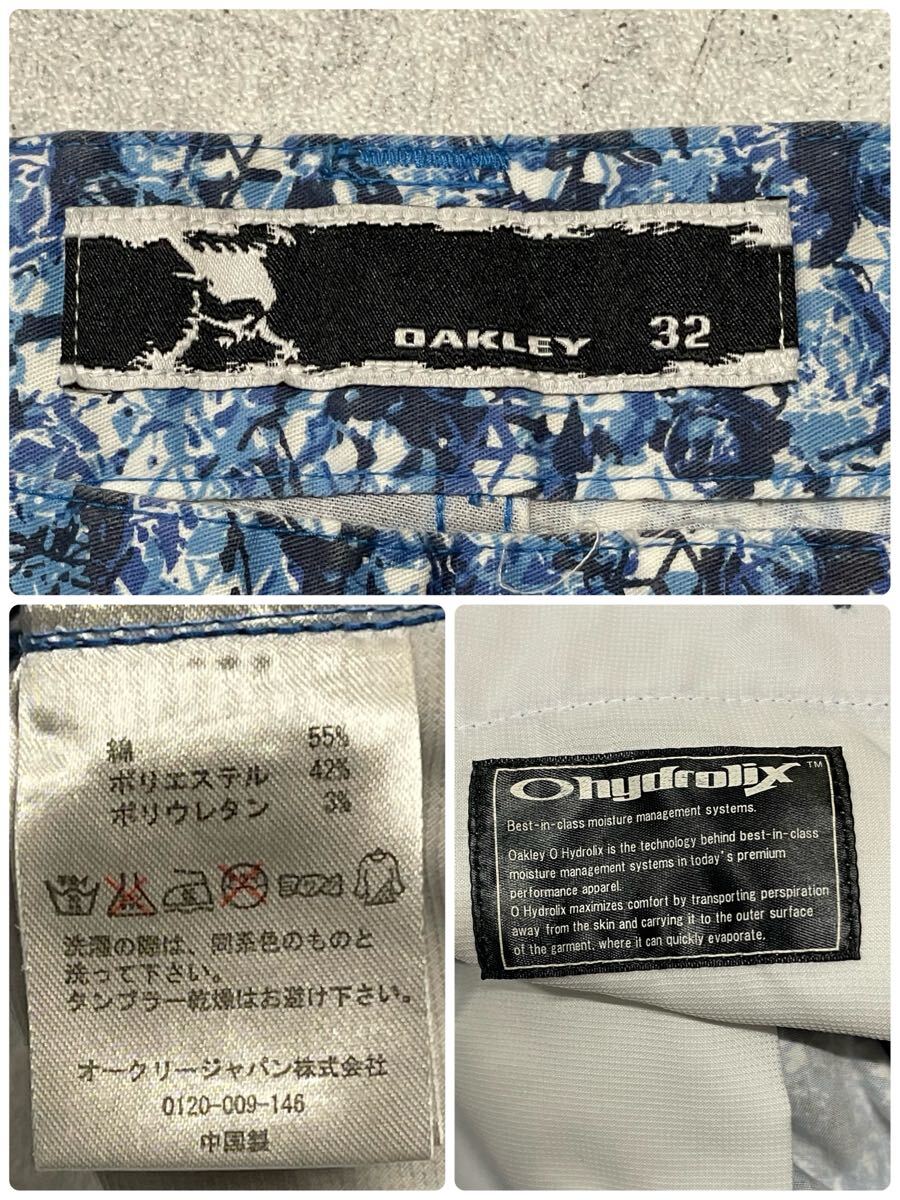 OAKLEY 32
綿 55%
ポリエステル 42%
ポリウレタン 3%
洗濯の際は、同系色のものと
洗って下さい。
タンブラー乾燥はお避け下さい。
オークリージャパン株式会社
0120-009-146
中国製
Ohydrolix™
Best-in-class moisture management systems.
Oakley O Hydrolix is the technology behind best-in-class
moisture management systems in today's premium
performance apparel.
O Hydrolix maximizes comfort by transporting perspiration
away from the skin and carrying it to the outer surface
of the garment, where it can quickly evaporate.